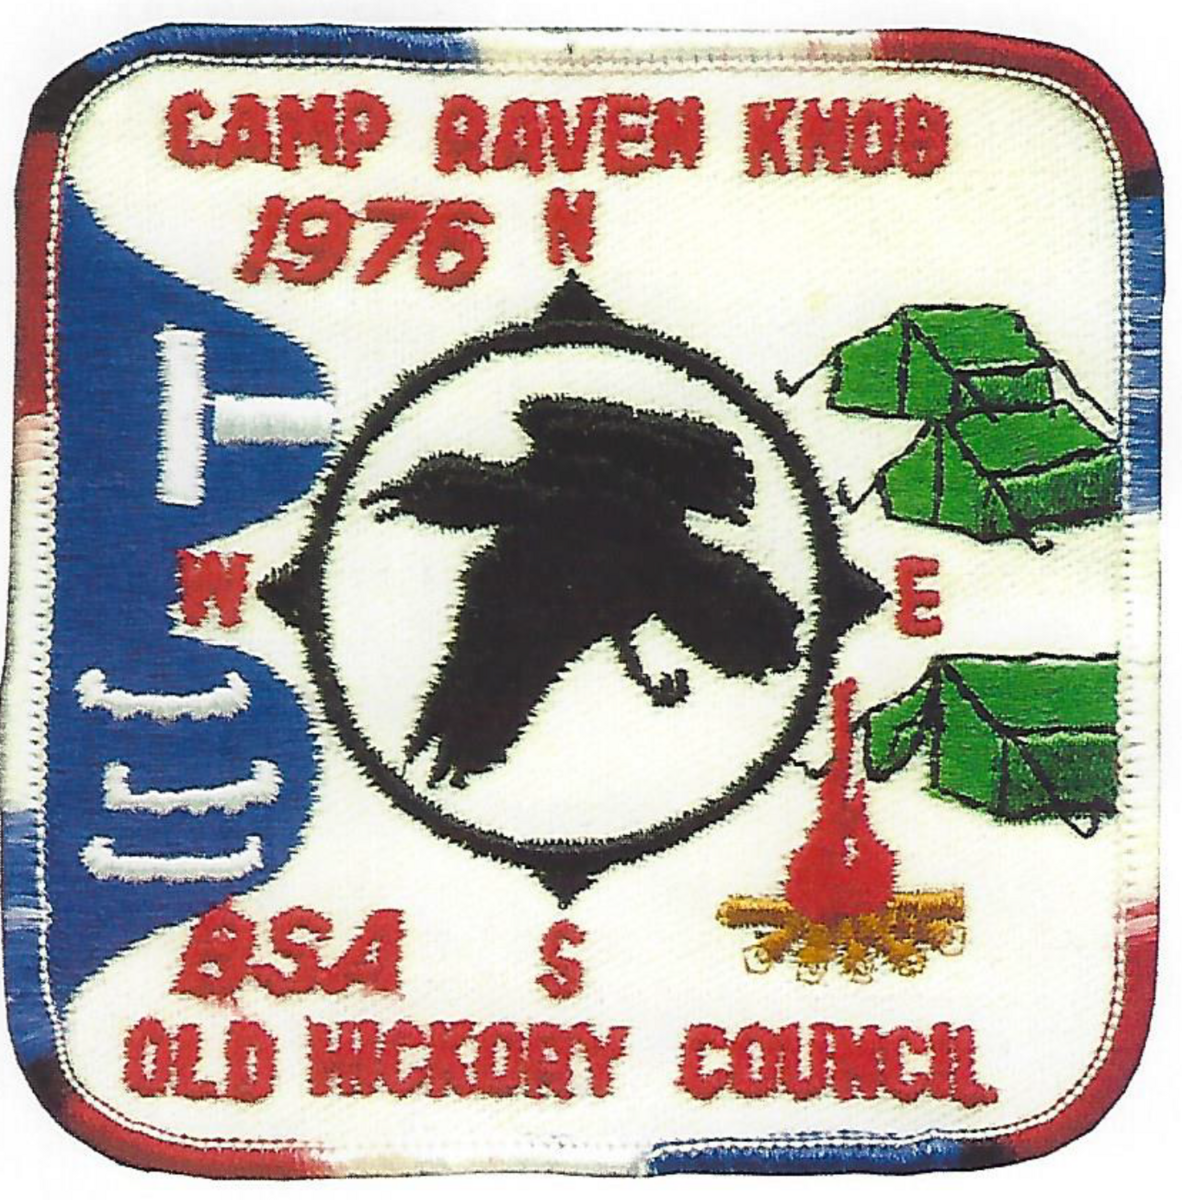 CAMP RAVEN KNOB
1976
N
W
E
S
BSA
OLD HICKORY COUNCIL